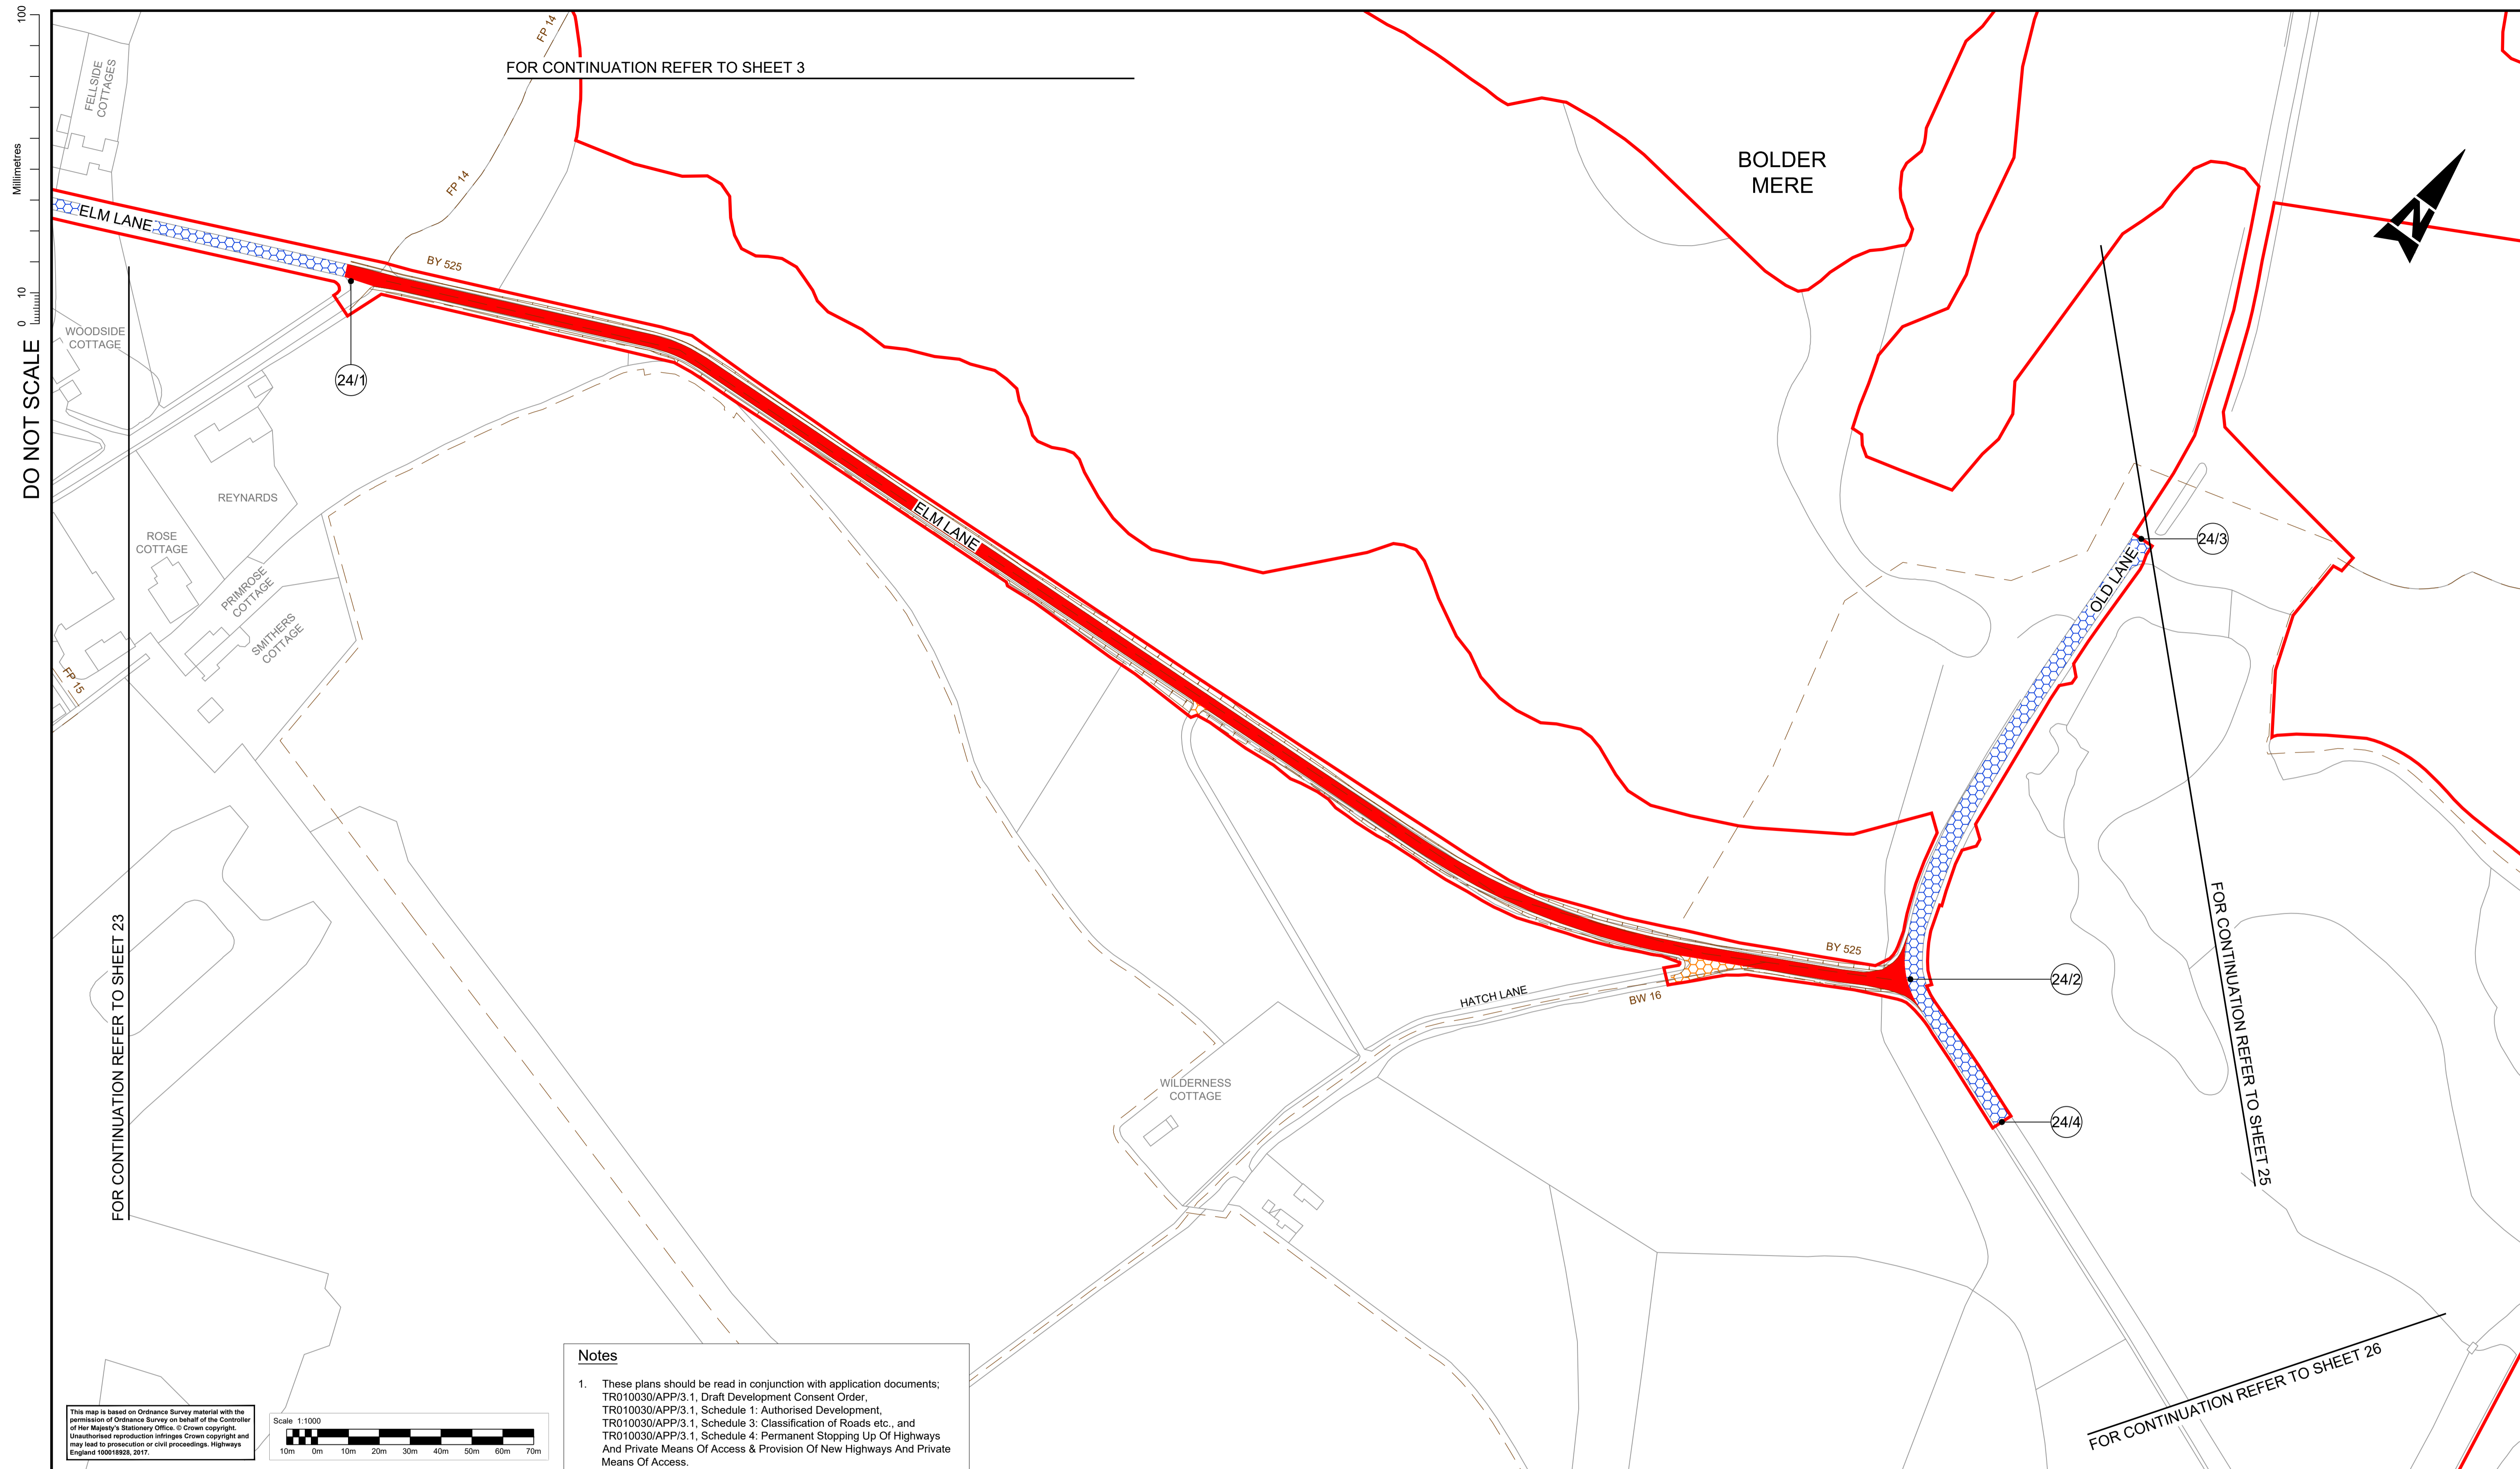 100
Millimetres
10
0
DO NOT SCALE
FOR CONTINUATION REFER TO SHEET 3
FP 14
FP 14
FELLSIDE
COTTAGES
BOLDER
MERE
N
ELM LANE
BY 525
WOODSIDE
COTTAGE
24/1
REYNARDS
ROSE
COTTAGE
PRIMROSE
COTTAGE
SMITHERS
COTTAGE
FP 15
ELM LANE
24/3
OLD LANE
FOR CONTINUATION REFER TO SHEET 23
FOR CONTINUATION REFER TO SHEET 25
BY 525
24/2
HATCH LANE
BW 16
WILDERNESS
COTTAGE
24/4
FOR CONTINUATION REFER TO SHEET 26
This map is based on Ordnance Survey material with the
permission of Ordnance Survey on behalf of the Controller
of Her Majesty's Stationery Office. © Crown copyright.
Unauthorised reproduction infringes Crown copyright and
may lead to prosecution or civil proceedings. Highways
England 100018928, 2017.
Scale 1:1000
10m 0m 10m 20m 30m 40m 50m 60m 70m
Notes
1. These plans should be read in conjunction with application documents;
TR010030/APP/3.1, Draft Development Consent Order,
TR010030/APP/3.1, Schedule 1: Authorised Development,
TR010030/APP/3.1, Schedule 3: Classification of Roads etc., and
TR010030/APP/3.1, Schedule 4: Permanent Stopping Up Of Highways
And Private Means Of Access & Provision Of New Highways And Private
Means Of Access.